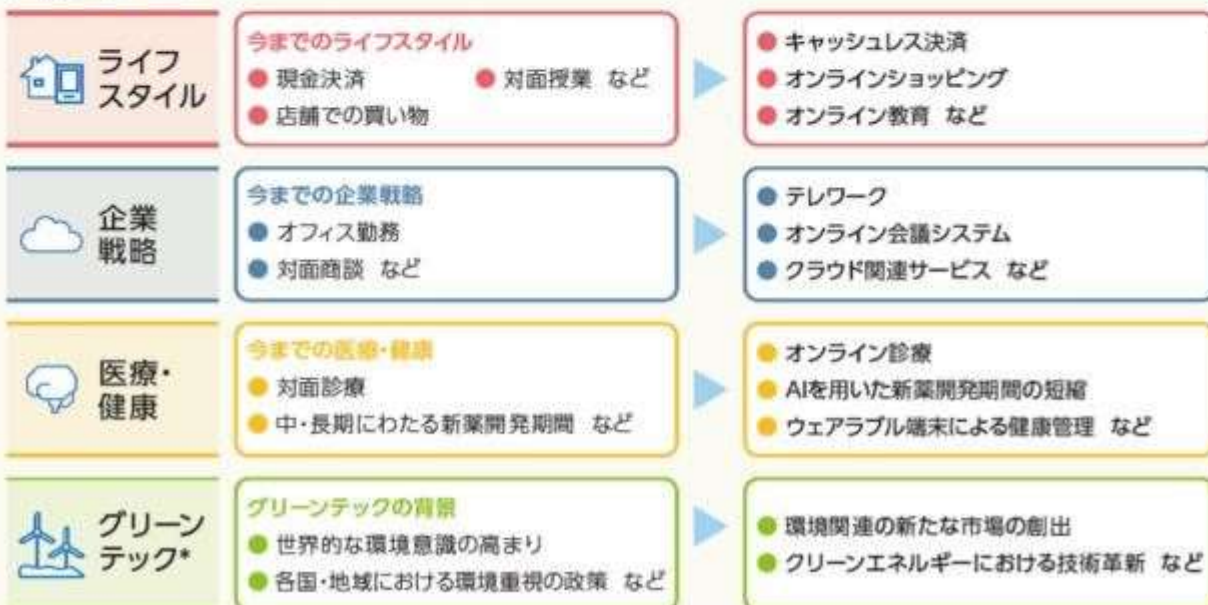 ライフ
スタイル
今までのライフスタイル
● 現金決済 ● 対面授業 など
● 店舗での買い物
● キャッシュレス決済
● オンラインショッピング
● オンライン教育 など
企業
戦略
今までの企業戦略
● オフィス勤務
● 対面商談 など
● テレワーク
● オンライン会議システム
● クラウド関連サービス など
医療・
健康
今までの医療・健康
● 対面診療
● 中・長期にわたる新薬開発期間 など
● オンライン診療
● AIを用いた新薬開発期間の短縮
● ウェアラブル端末による健康管理 など
グリーン
テック*
グリーンテックの背景
● 世界的な環境意識の高まり
● 各国・地域における環境重視の政策 など
● 環境関連の新たな市場の創出
● クリーンエネルギーにおける技術革新 など